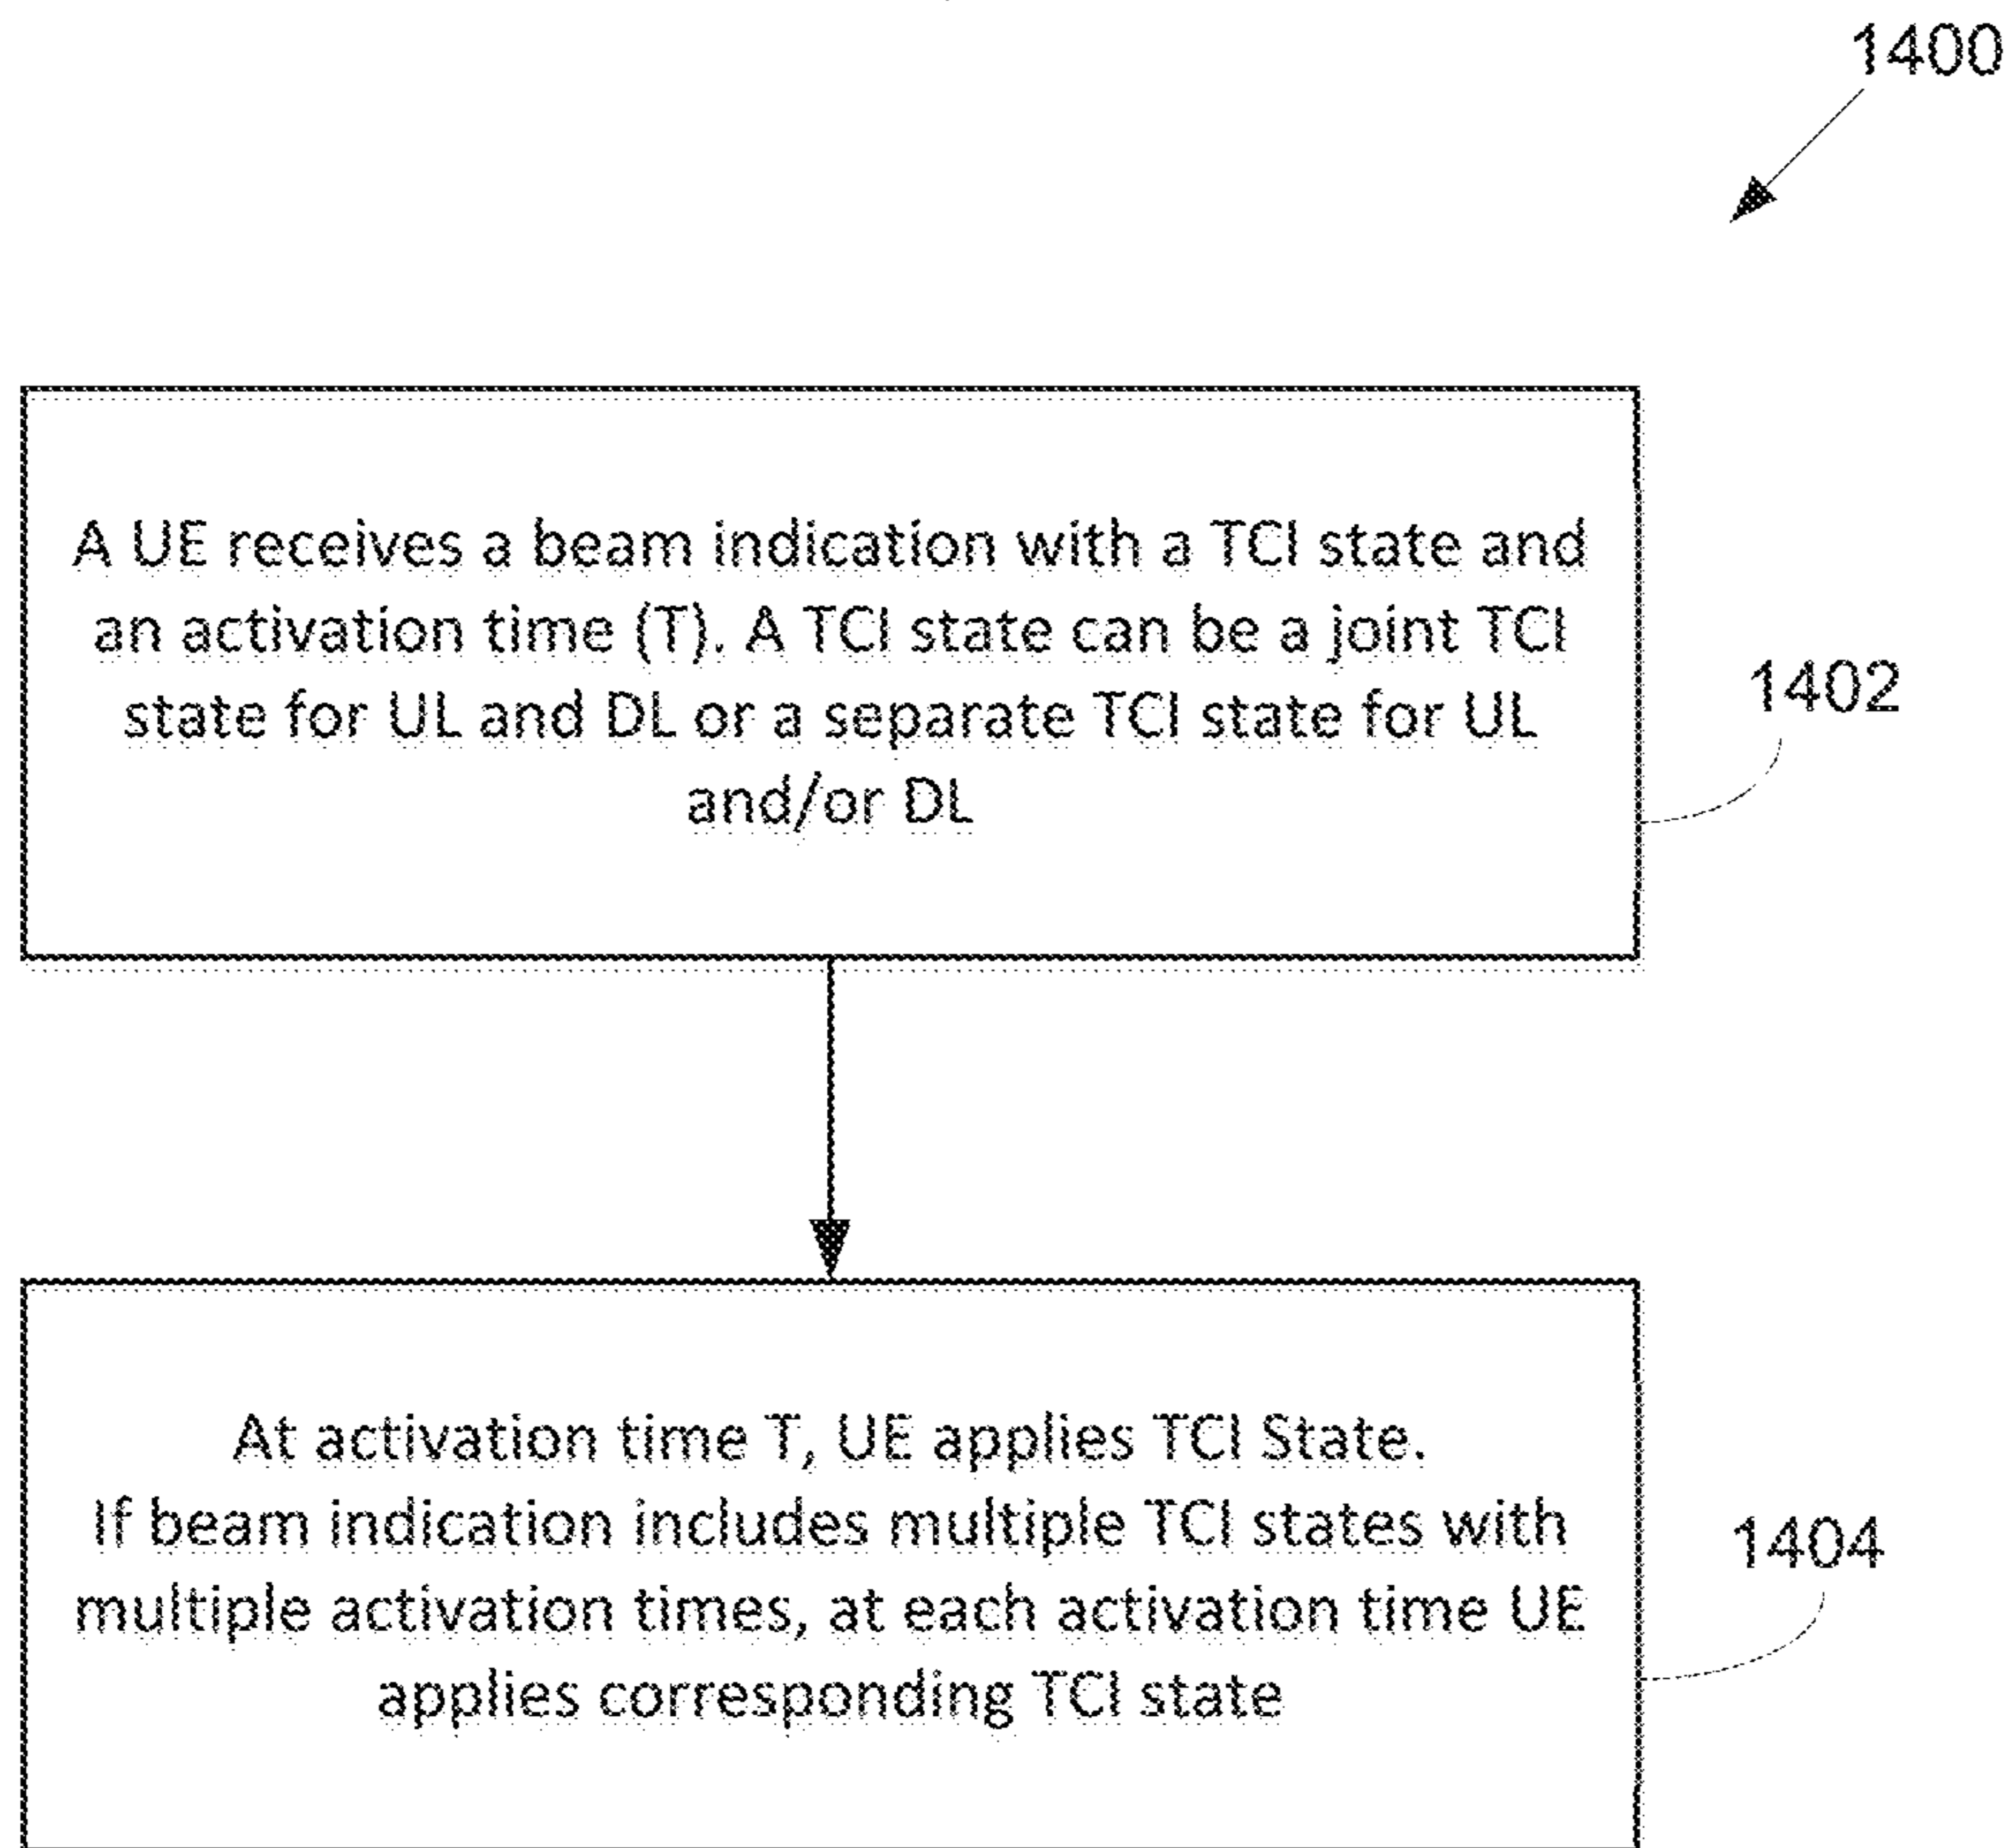 1400
A UE receives a beam indication with a TCI state and
an activation time (T). A TCI state can be a joint TCI
state for UL and DL or a separate TCI state for UL
and/or DL
1402
At activation time T, UE applies TCI State.
If beam indication includes multiple TCI states with
multiple activation times, at each activation time UE
applies corresponding TCI state
1404